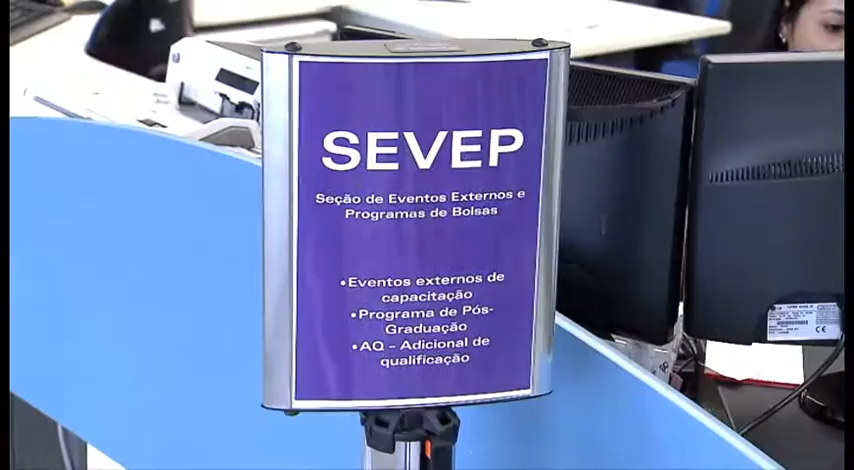 SEVEP
Seção de Eventos Externos e
Programas de Bolsas
•Eventos externos de
capacitação
•Programa de Pós-
Graduação
•AQ – Adicional de
qualificação